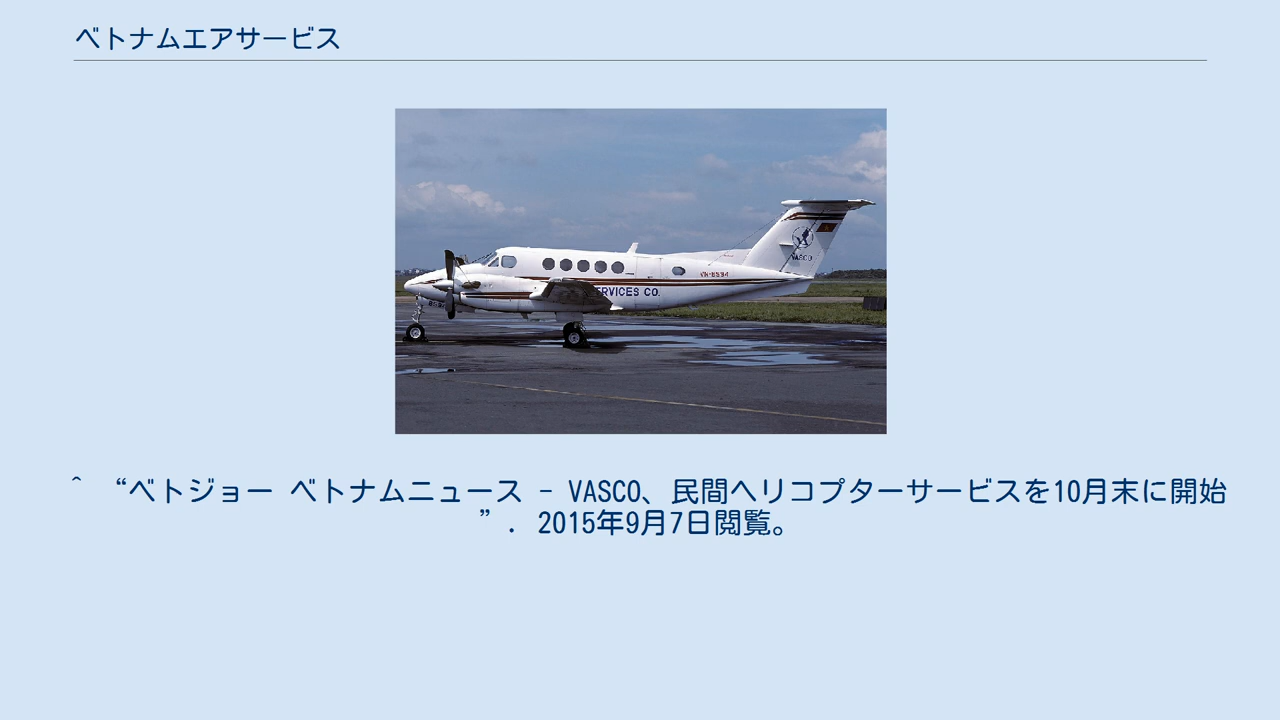 ベトナムエアサービス
VASCO
VN-B594
ERVICES CO.
^ “ベトジョー ベトナムニュース - VASCO、民間ヘリコプターサービスを10月末に開始
”. 2015年9月7日閲覧。